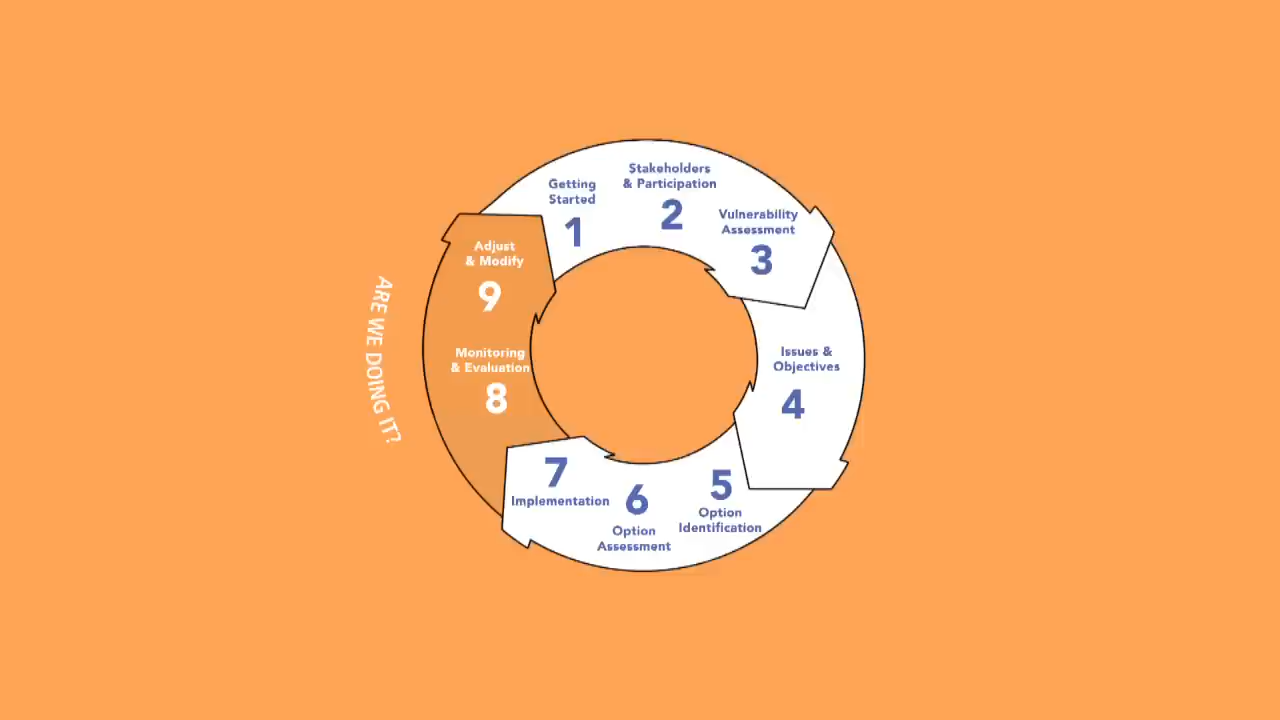 Getting
Started
1
Stakeholders
& Participation
2
Vulnerability
Assessment
3
Issues &
Objectives
4
5
Option
Identification
6
Option
Assessment
7
Implementation
Monitoring
& Evaluation
8
Adjust
& Modify
9
ARE WE DOING IT?